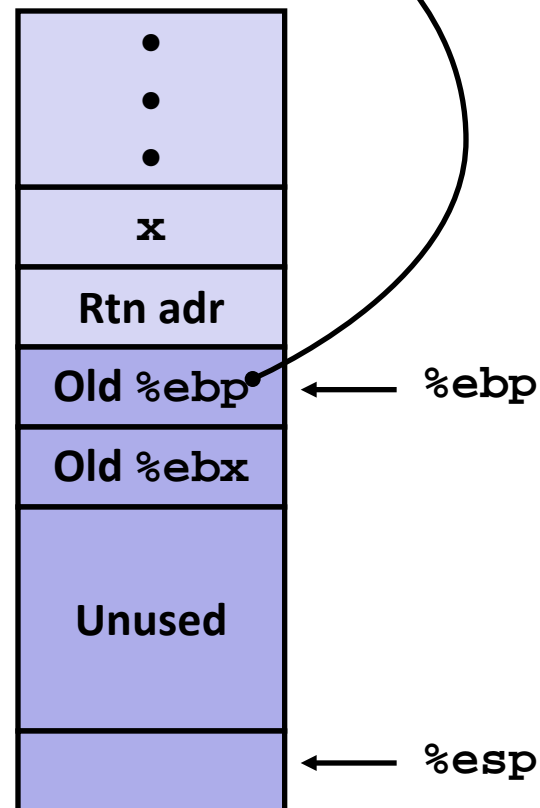 x
Rtn adr
Old %ebp
%ebp
Old %ebx
Unused
%esp